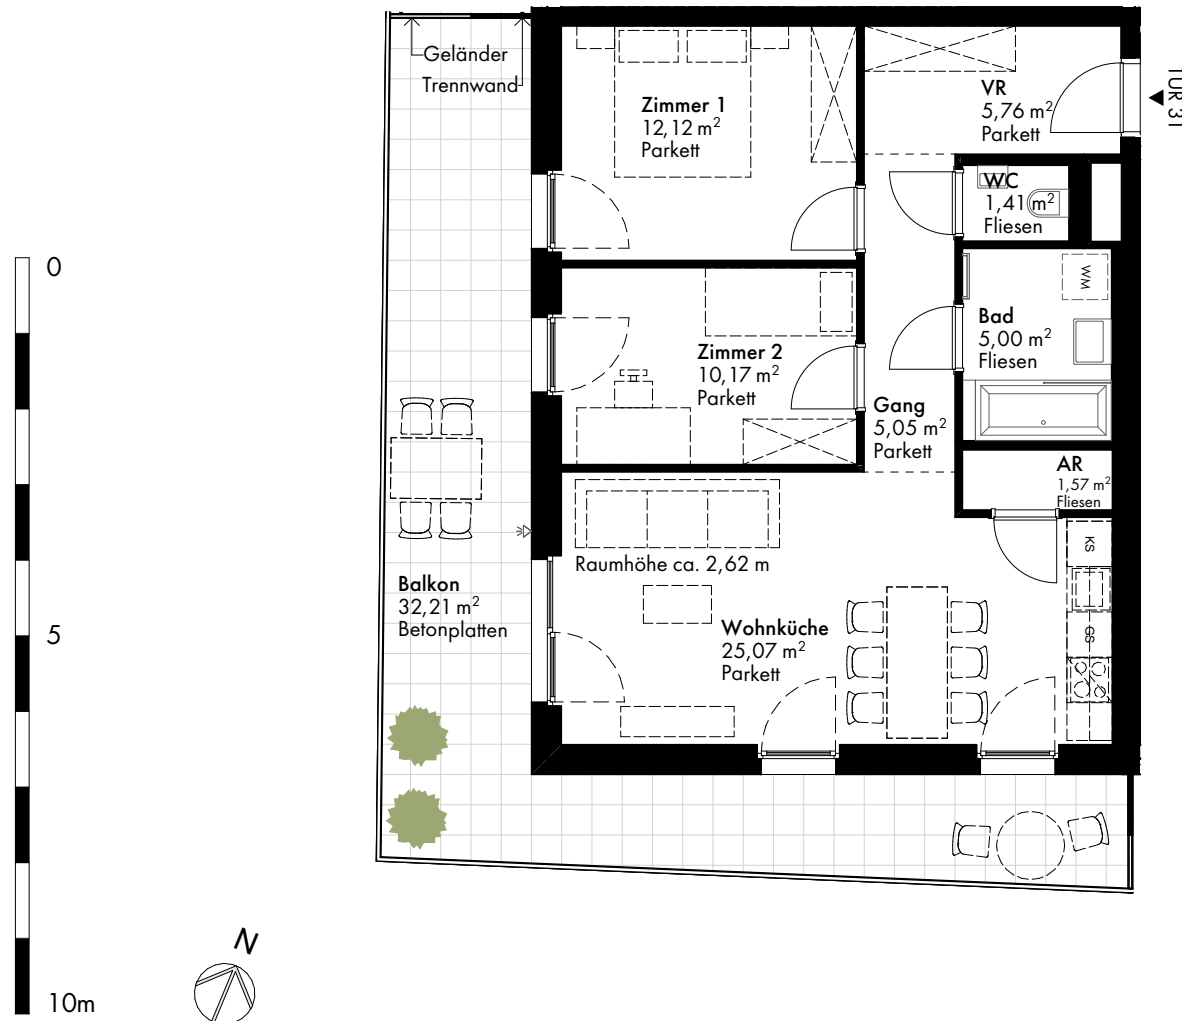 Geländer
Trennwand
Zimmer 1
12,12 m²
Parkett
VR
5,76 m²
Parkett
TÜR 31
WC
1,41 m²
Fliesen
WM
Bad
5,00 m²
Fliesen
Zimmer 2
10,17 m²
Parkett
Gang
5,05 m²
Parkett
AR
1,57 m²
Fliesen
KS
GS
Raumhöhe ca. 2,62 m
Balkon
32,21 m²
Betonplatten
Wohnküche
25,07 m²
Parkett
0
5
10m
N